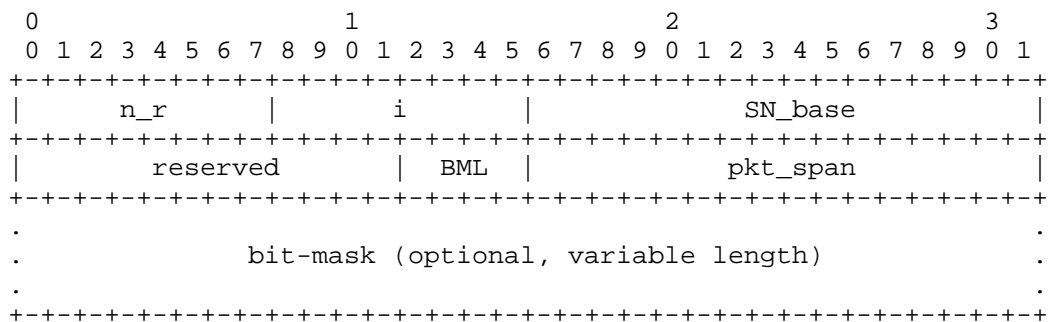 0                   1                   2                   3
 0 1 2 3 4 5 6 7 8 9 0 1 2 3 4 5 6 7 8 9 0 1 2 3 4 5 6 7 8 9 0 1
+-+-+-+-+-+-+-+-+-+-+-+-+-+-+-+-+-+-+-+-+-+-+-+-+-+-+-+-+-+-+-+-+
|      n_r      |       i       |             SN_base           |
+-+-+-+-+-+-+-+-+-+-+-+-+-+-+-+-+-+-+-+-+-+-+-+-+-+-+-+-+-+-+-+-+
|        reserved       |  BML  |            pkt_span           |
+-+-+-+-+-+-+-+-+-+-+-+-+-+-+-+-+-+-+-+-+-+-+-+-+-+-+-+-+-+-+-+-+
.                                                               .
.              bit-mask (optional, variable length)             .
.                                                               .
+-+-+-+-+-+-+-+-+-+-+-+-+-+-+-+-+-+-+-+-+-+-+-+-+-+-+-+-+-+-+-+-+